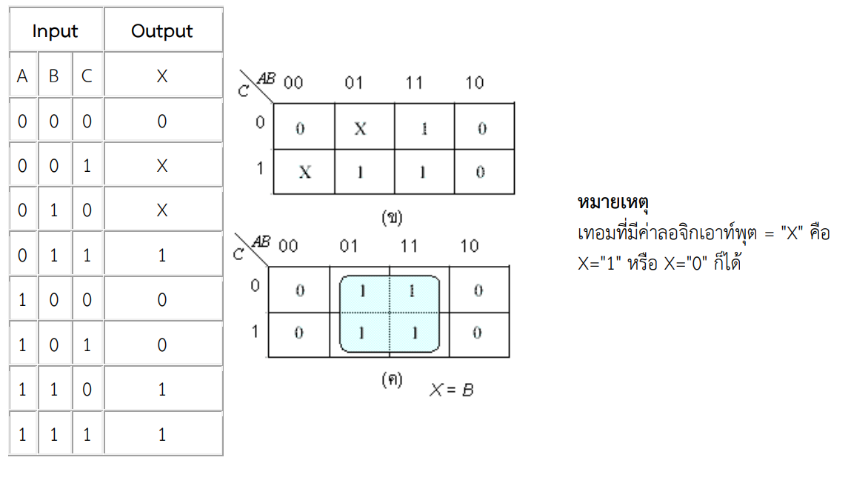 Input Output
A B C X
0 0 0 0
0 0 1 X
0 1 0 X
0 1 1 1
1 0 0 0
1 0 1 0
1 1 0 1
1 1 1 1
AB 00 01 11 10
C
0 0 X 1 0
1 X 1 1 0
(ข)
AB 00 01 11 10
C
0 0 1 1 0
1 0 1 1 0
(ค)
X = B
หมายเหตุ
เทอมที่มีค่าลอจิกเอาท์พุต = "X" คือ
X="1" หรือ X="0" ก็ได้